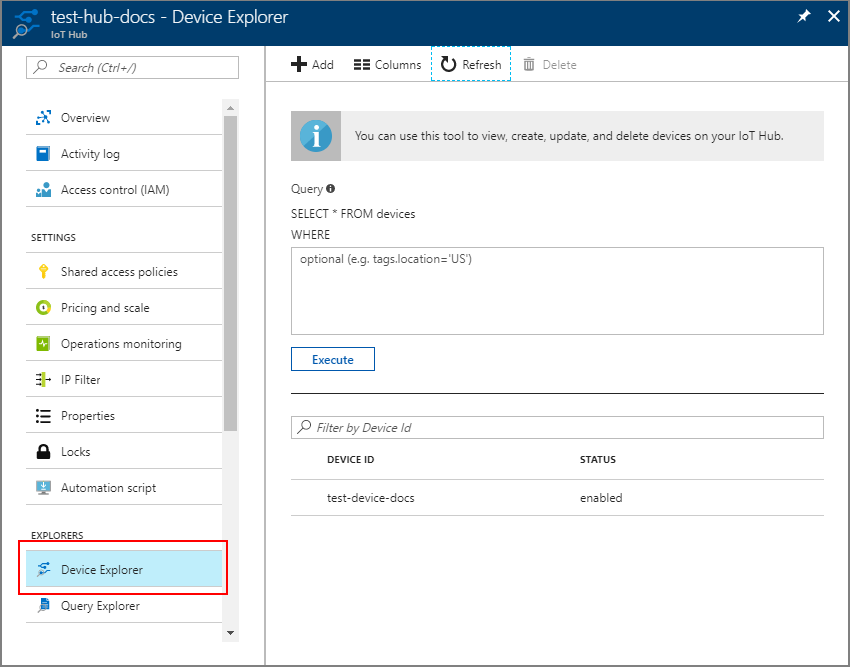 test-hub-docs - Device Explorer
IoT Hub
Search (Ctrl+/)
Overview
Activity log
Access control (IAM)
SETTINGS
Shared access policies
Pricing and scale
Operations monitoring
IP Filter
Properties
Locks
Automation script
EXPLORERS
Device Explorer
Query Explorer
Add Columns Refresh Delete
You can use this tool to view, create, update, and delete devices on your IoT Hub.
Query
SELECT * FROM devices
WHERE
optional (e.g. tags.location='US')
Execute
Filter by Device Id
DEVICE ID STATUS
test-device-docs enabled